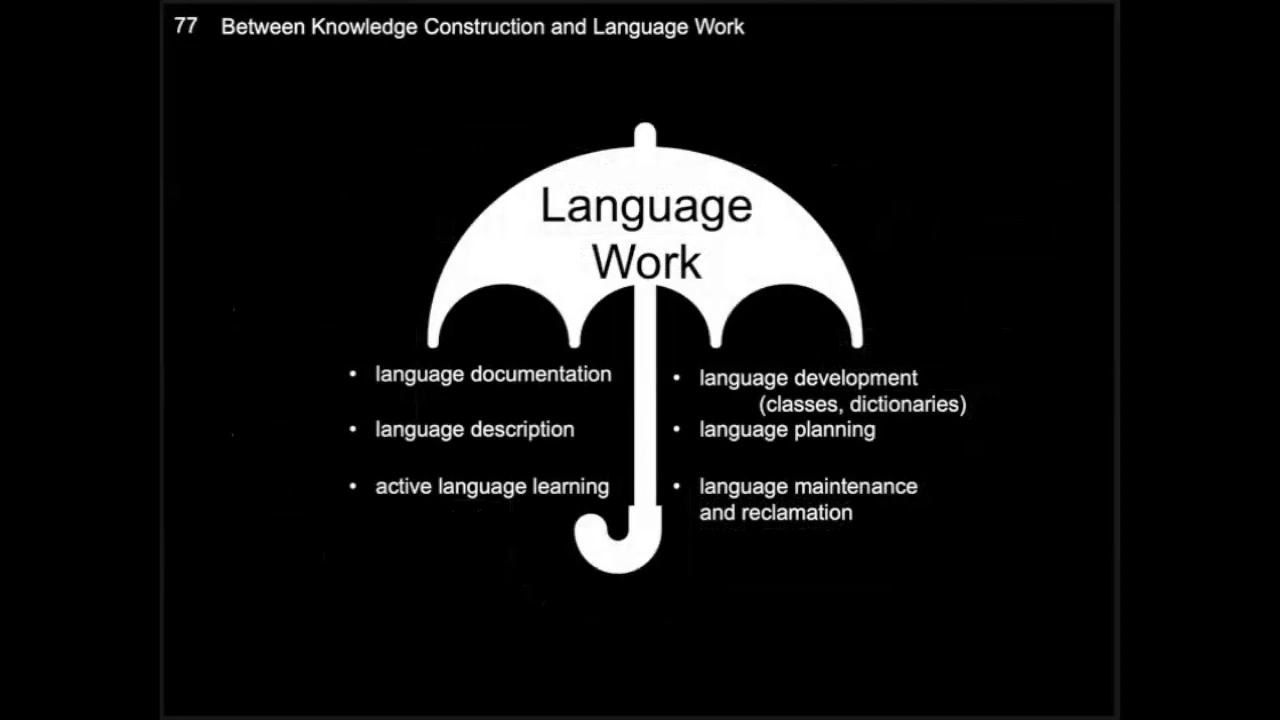 77 Between Knowledge Construction and Language Work
Language
Work
• language documentation
• language description
• active language learning
• language development
(classes, dictionaries)
• language planning
• language maintenance
and reclamation